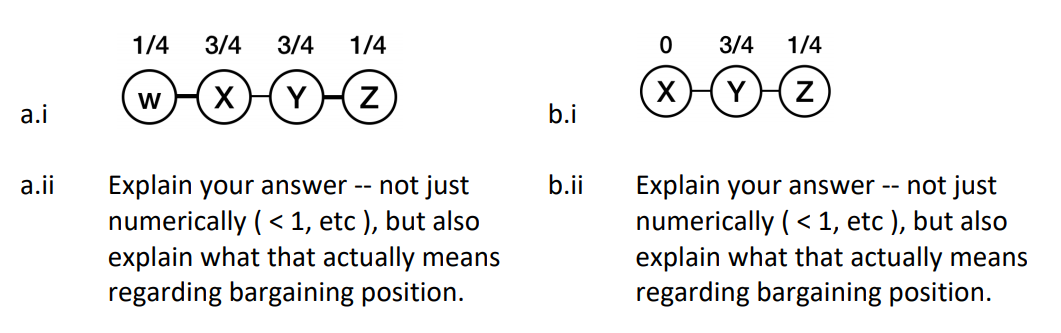 1/4 3/4 3/4 1/4
W X Y Z
a.i
a.ii Explain your answer -- not just
numerically ( < 1, etc ), but also
explain what that actually means
regarding bargaining position.
0 3/4 1/4
X Y Z
b.i
b.ii Explain your answer -- not just
numerically ( < 1, etc ), but also
explain what that actually means
regarding bargaining position.